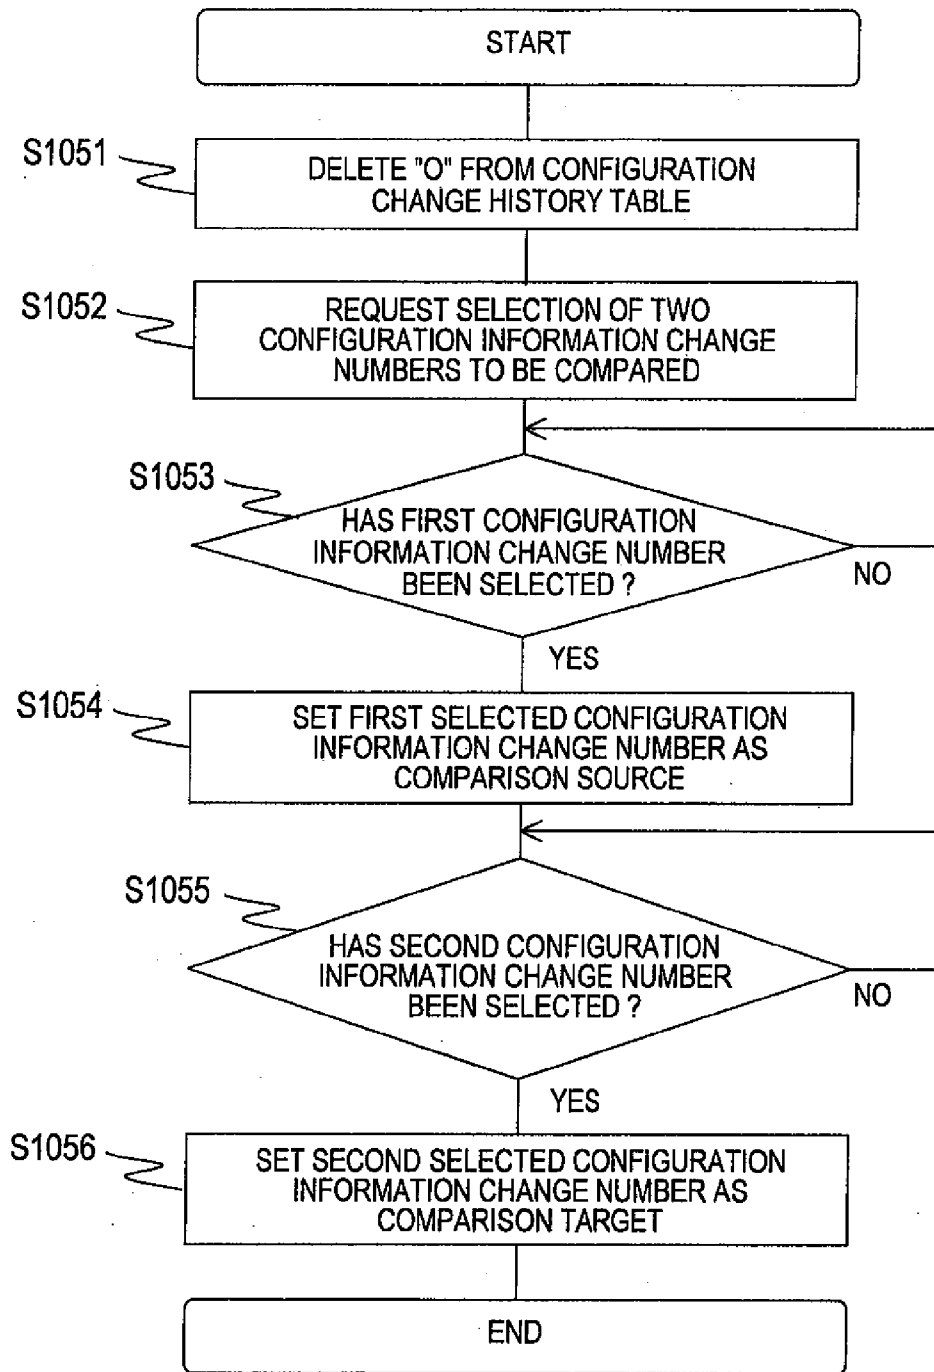 START
S1051
DELETE "O" FROM CONFIGURATION
CHANGE HISTORY TABLE
S1052
REQUEST SELECTION OF TWO
CONFIGURATION INFORMATION CHANGE
NUMBERS TO BE COMPARED
S1053
HAS FIRST CONFIGURATION
INFORMATION CHANGE NUMBER
BEEN SELECTED ?
NO
YES
S1054
SET FIRST SELECTED CONFIGURATION
INFORMATION CHANGE NUMBER AS
COMPARISON SOURCE
S1055
HAS SECOND CONFIGURATION
INFORMATION CHANGE NUMBER
BEEN SELECTED ?
NO
YES
S1056
SET SECOND SELECTED CONFIGURATION
INFORMATION CHANGE NUMBER AS
COMPARISON TARGET
END